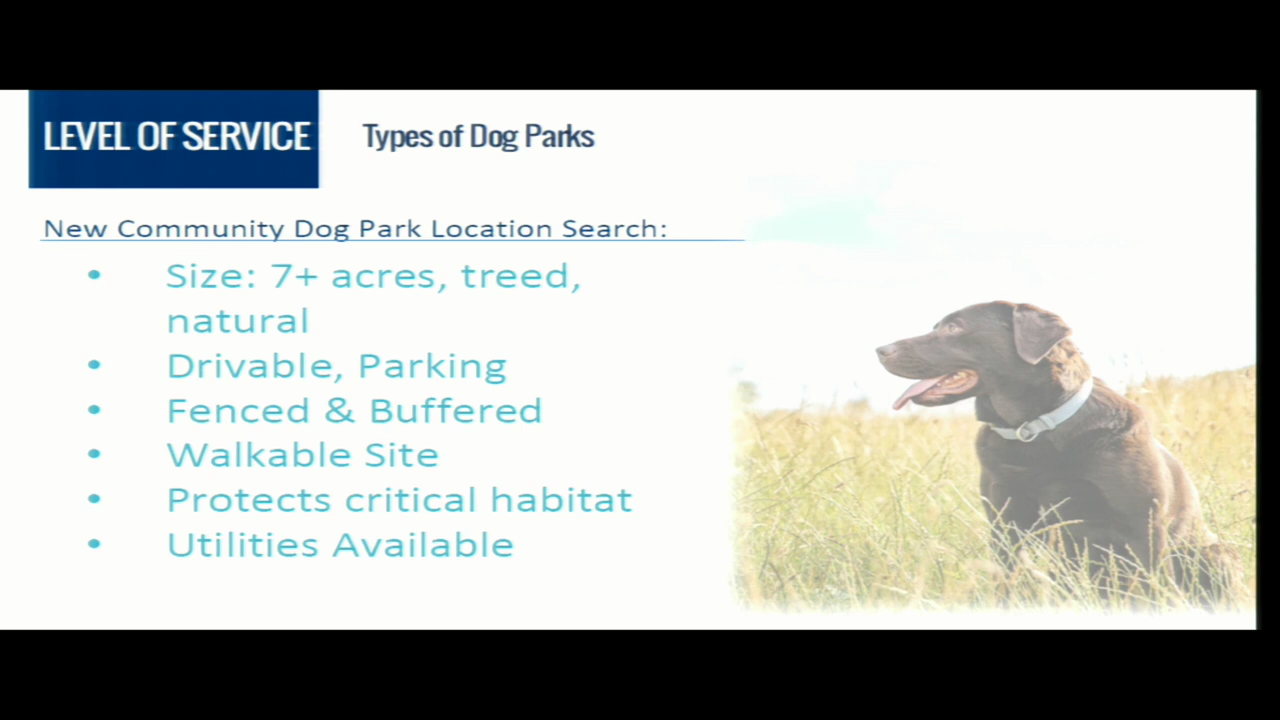 LEVEL OF SERVICE
Types of Dog Parks
New Community Dog Park Location Search:
• Size: 7+ acres, treed,
natural
• Drivable, Parking
• Fenced & Buffered
• Walkable Site
• Protects critical habitat
• Utilities Available